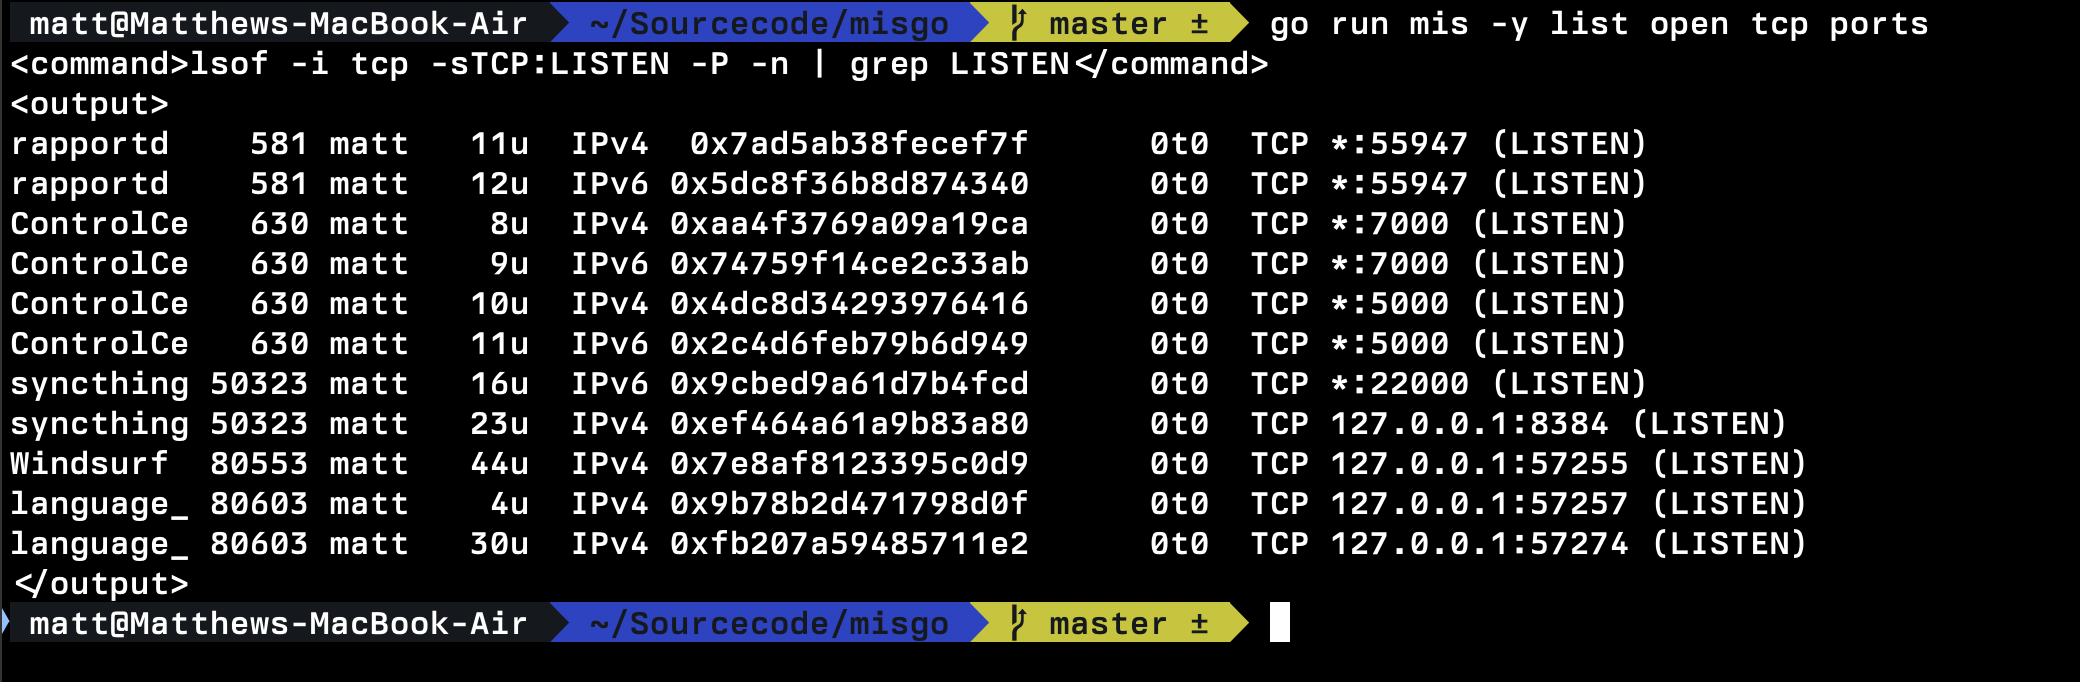 matt@Matthews-MacBook-Air ~/Sourcecode/misgo master ± go run mis -y list open tcp ports
<command>lsof -i tcp -sTCP:LISTEN -P -n | grep LISTEN</command>
<output>
rapportd    581 matt   11u  IPv4  0x7ad5ab38fecef7f      0t0  TCP *:55947 (LISTEN)
rapportd    581 matt   12u  IPv6 0x5dc8f36b8d874340      0t0  TCP *:55947 (LISTEN)
ControlCe   630 matt    8u  IPv4 0xaa4f3769a09a19ca      0t0  TCP *:7000 (LISTEN)
ControlCe   630 matt    9u  IPv6 0x74759f14ce2c33ab      0t0  TCP *:7000 (LISTEN)
ControlCe   630 matt   10u  IPv4 0x4dc8d34293976416      0t0  TCP *:5000 (LISTEN)
ControlCe   630 matt   11u  IPv6 0x2c4d6feb79b6d949      0t0  TCP *:5000 (LISTEN)
syncthing 50323 matt   16u  IPv6 0x9cbed9a61d7b4fcd      0t0  TCP *:22000 (LISTEN)
syncthing 50323 matt   23u  IPv4 0xef464a61a9b83a80      0t0  TCP 127.0.0.1:8384 (LISTEN)
Windsurf  80553 matt   44u  IPv4 0x7e8af8123395c0d9      0t0  TCP 127.0.0.1:57255 (LISTEN)
language_ 80603 matt    4u  IPv4 0x9b78b2d471798d0f      0t0  TCP 127.0.0.1:57257 (LISTEN)
language_ 80603 matt   30u  IPv4 0xfb207a59485711e2      0t0  TCP 127.0.0.1:57274 (LISTEN)
</output>
matt@Matthews-MacBook-Air ~/Sourcecode/misgo master ±